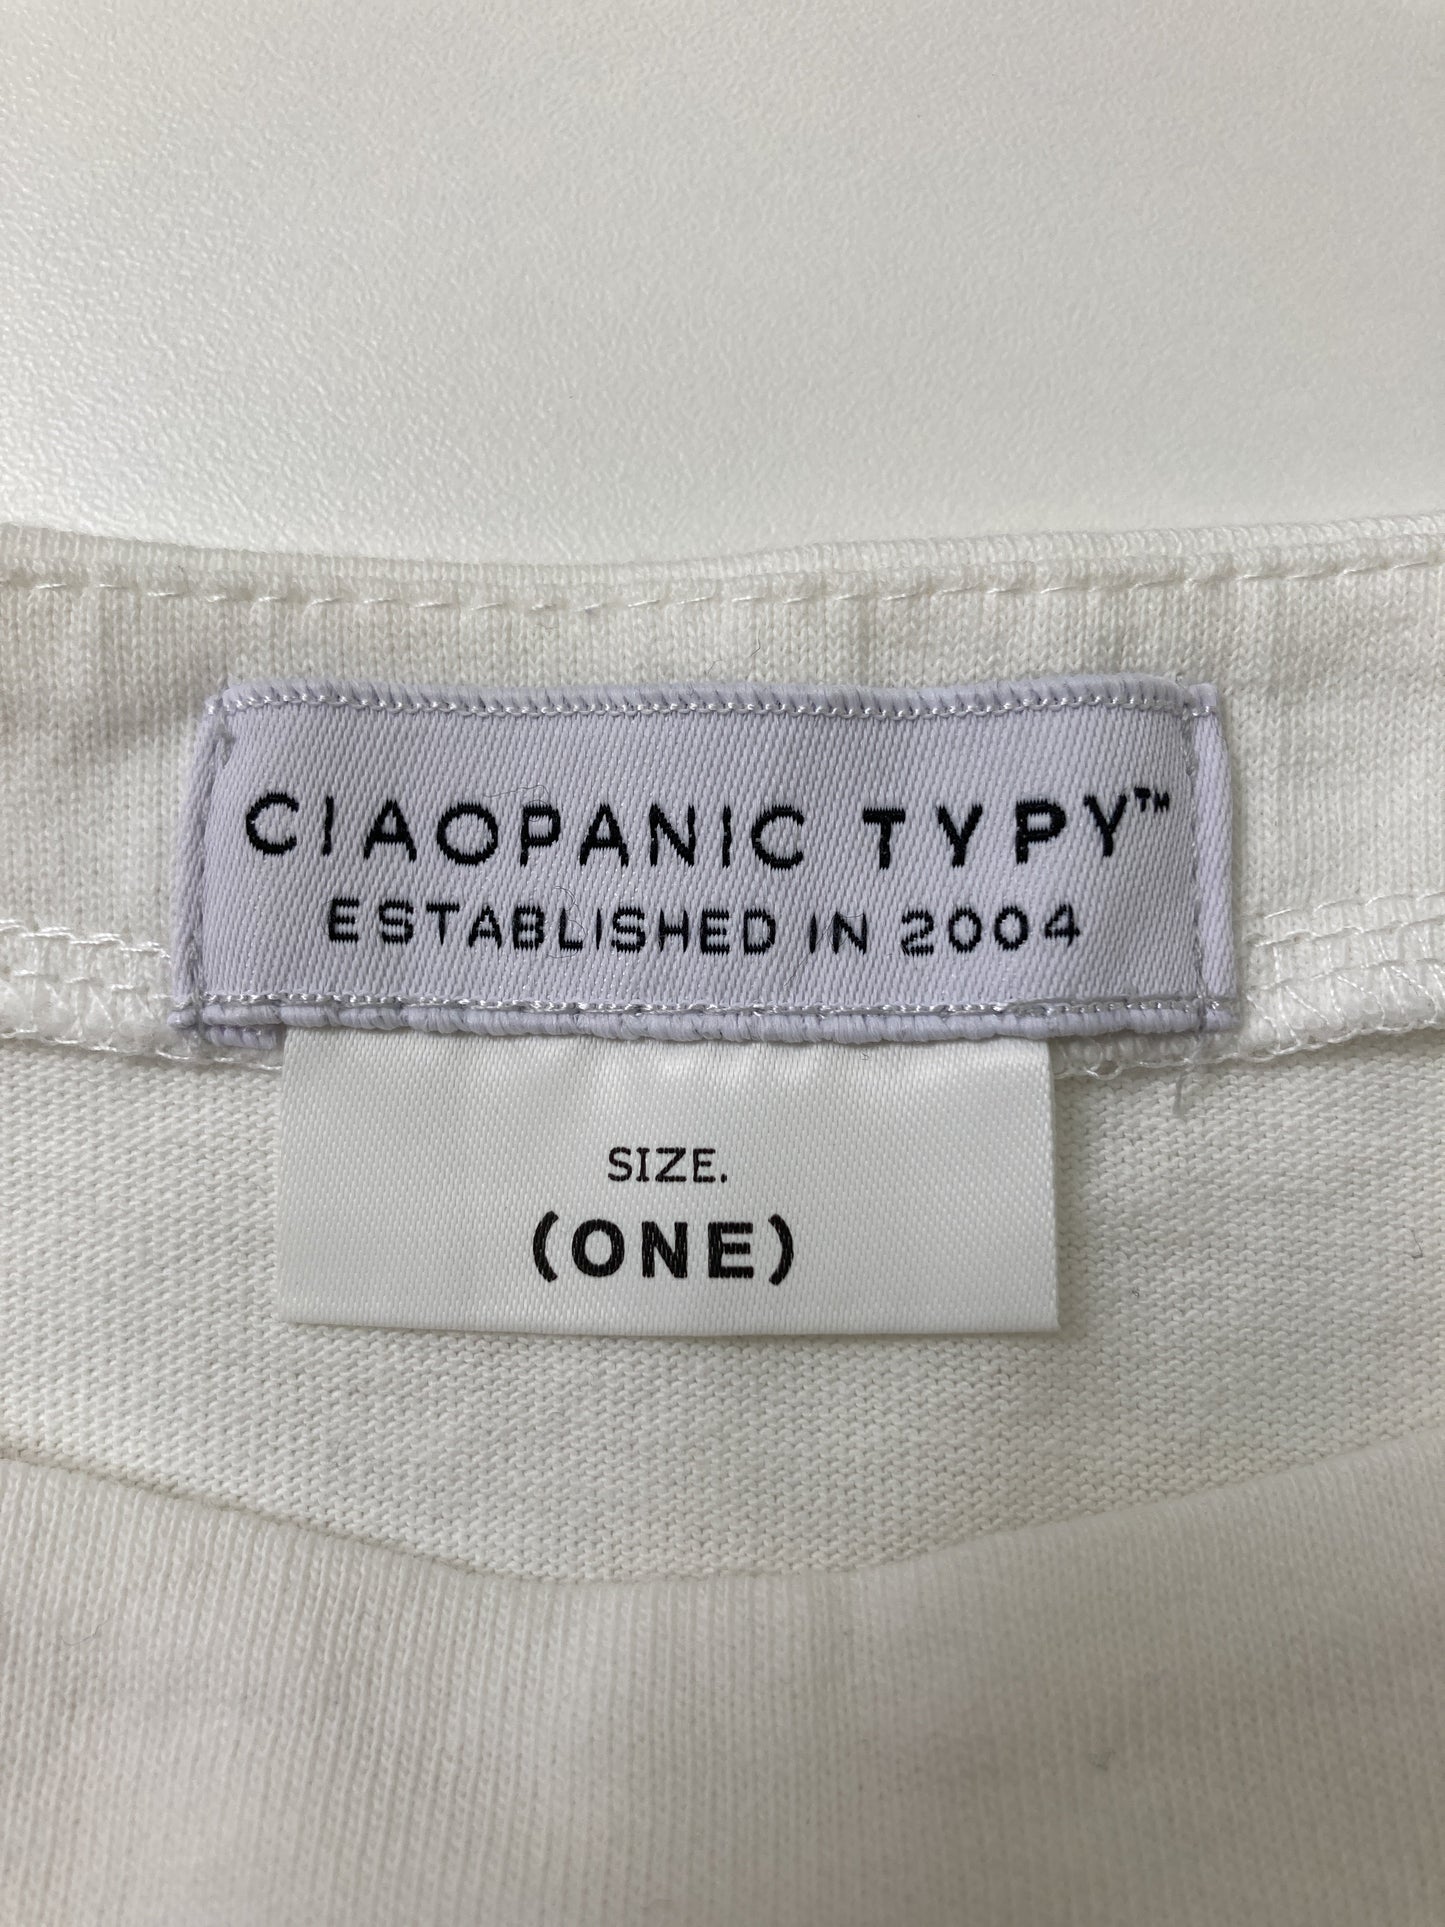 CIAOPANIC TYPY™
ESTABLISHED IN 2004
SIZE.
(ONE)